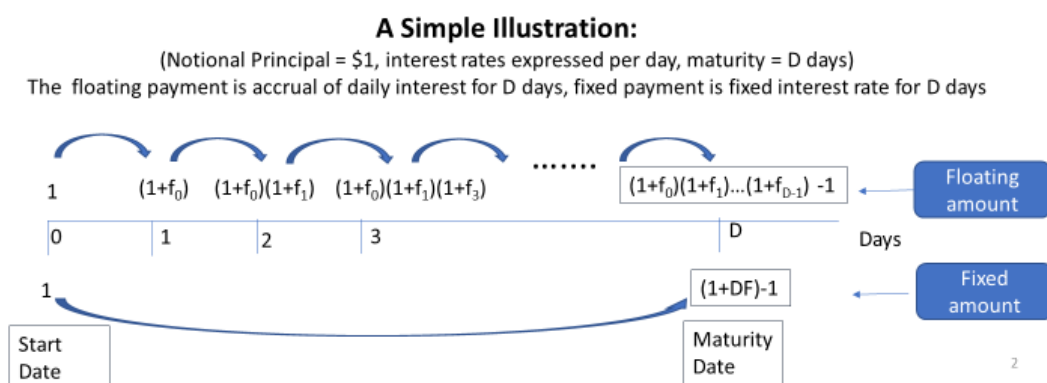 A Simple Illustration:
(Notional Principal = $1, interest rates expressed per day, maturity = D days)
The floating payment is accrual of daily interest for D days, fixed payment is fixed interest rate for D days
.......
1 (1+f₀) (1+f₀)(1+f₁) (1+f₀)(1+f₁)(1+f₃) (1+f₀)(1+f₁)...(1+f_D-1) -1
Floating
amount
0 1 2 3 D Days
1 (1+DF)-1
Fixed
amount
Start
Date
Maturity
Date
2